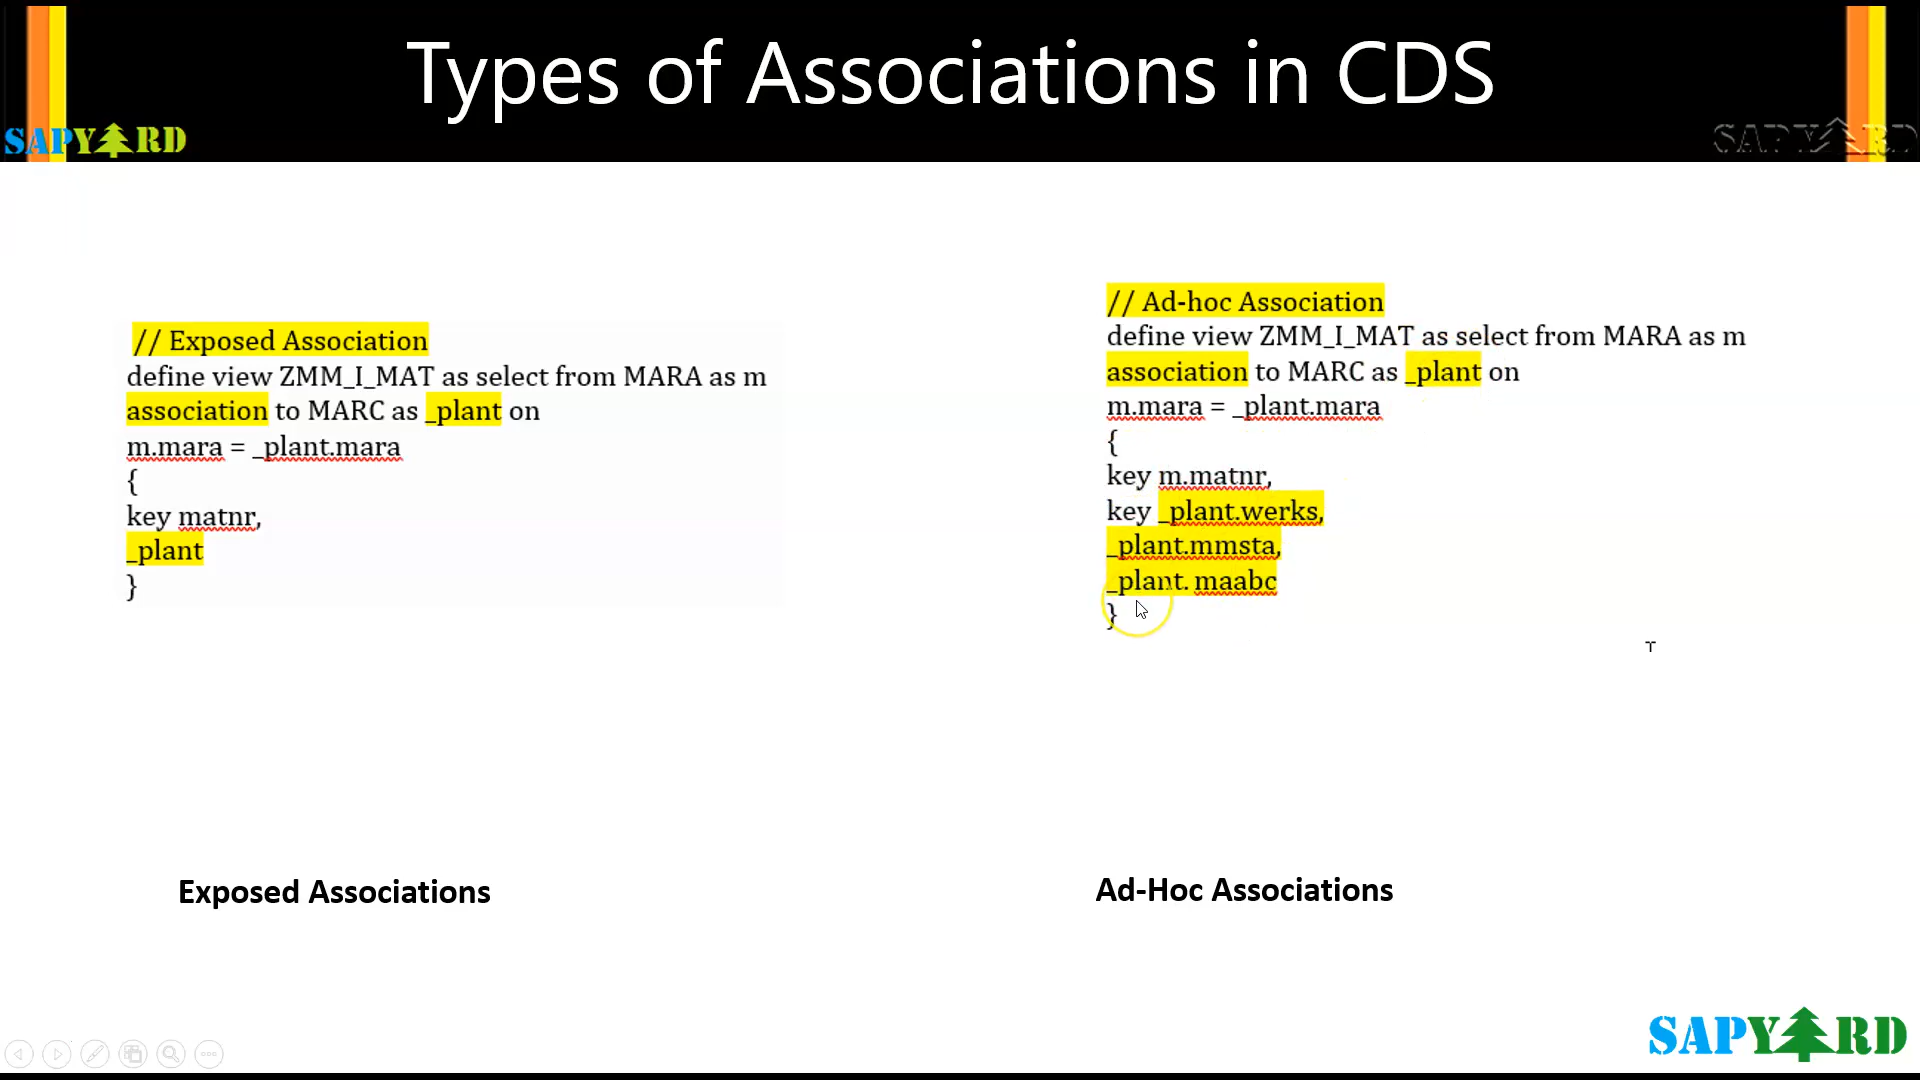 Types of Associations in CDS
SAPYARD
SAPYARD
// Exposed Association
define view ZMM_I_MAT as select from MARA as m
association to MARC as _plant on
m.mara = _plant.mara
{
key matnr,
_plant
}
// Ad-hoc Association
define view ZMM_I_MAT as select from MARA as m
association to MARC as _plant on
m.mara = _plant.mara
{
key m.matnr,
key _plant.werks,
_plant.mmsta,
_plant. maabc
}
Exposed Associations
Ad-Hoc Associations
SAPYARD